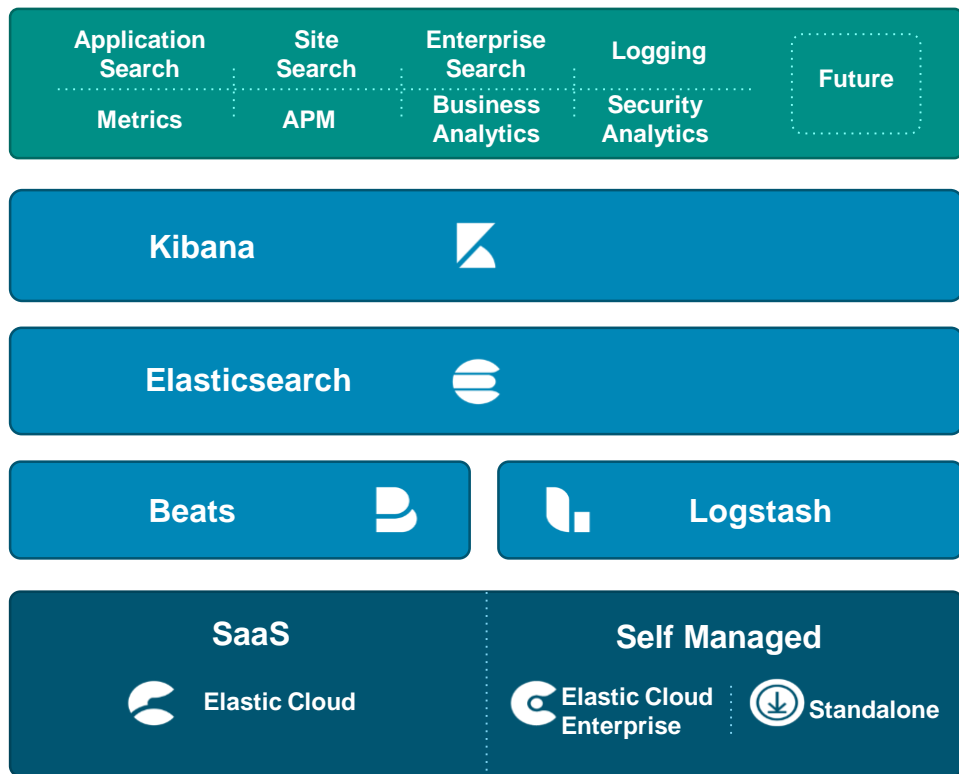 Application
Search
Site
Search
Enterprise
Search
Logging
Future
Metrics
APM
Business
Analytics
Security
Analytics
Kibana
Elasticsearch
Beats
Logstash
SaaS
Self Managed
Elastic Cloud
Elastic Cloud
Enterprise
Standalone